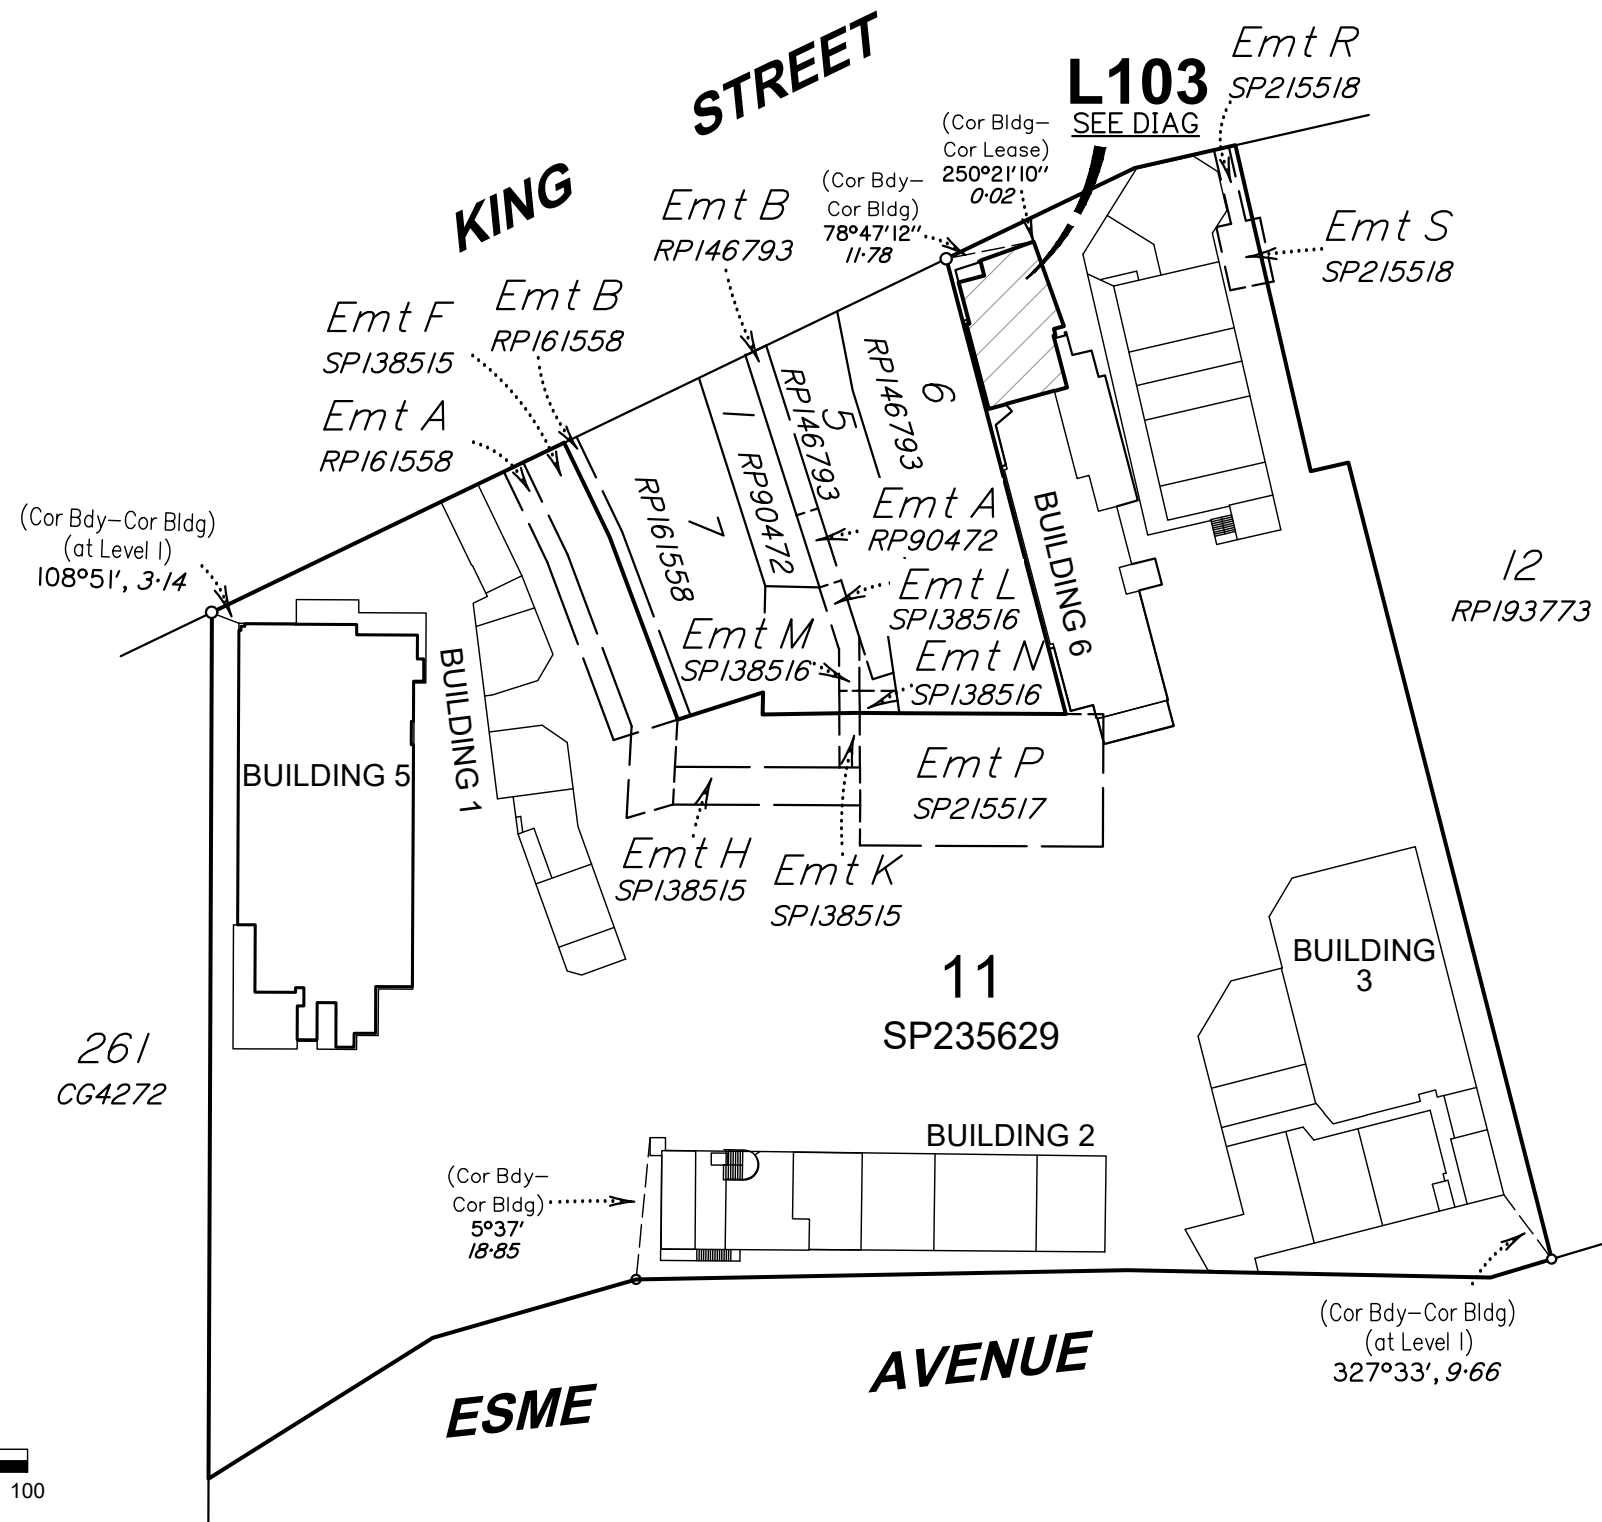 KING STREET
L103
SEE DIAG
Emt R
SP215518
(Cor Bldg–
Cor Lease)
250°21'10"
0·02
(Cor Bdy–
Cor Bldg)
78°47'12"
11·78
Emt B
RP146793
Emt S
SP215518
Emt B
RP161558
Emt F
SP138515
Emt A
RP161558
6
RP146793
5
RP146793
1
RP90472
7
RP161558
(Cor Bdy–Cor Bldg)
(at Level 1)
108°51', 3·14
Emt A
RP90472
Emt L
SP138516
Emt M
SP138516
Emt N
SP138516
BUILDING 6
12
RP193773
BUILDING 1
BUILDING 5
Emt P
SP215517
Emt H
SP138515
Emt K
SP138515
11
SP235629
BUILDING
3
261
CG4272
BUILDING 2
(Cor Bdy–
Cor Bldg)
5°37'
18·85
(Cor Bdy–Cor Bldg)
(at Level 1)
327°33', 9·66
ESME AVENUE
100